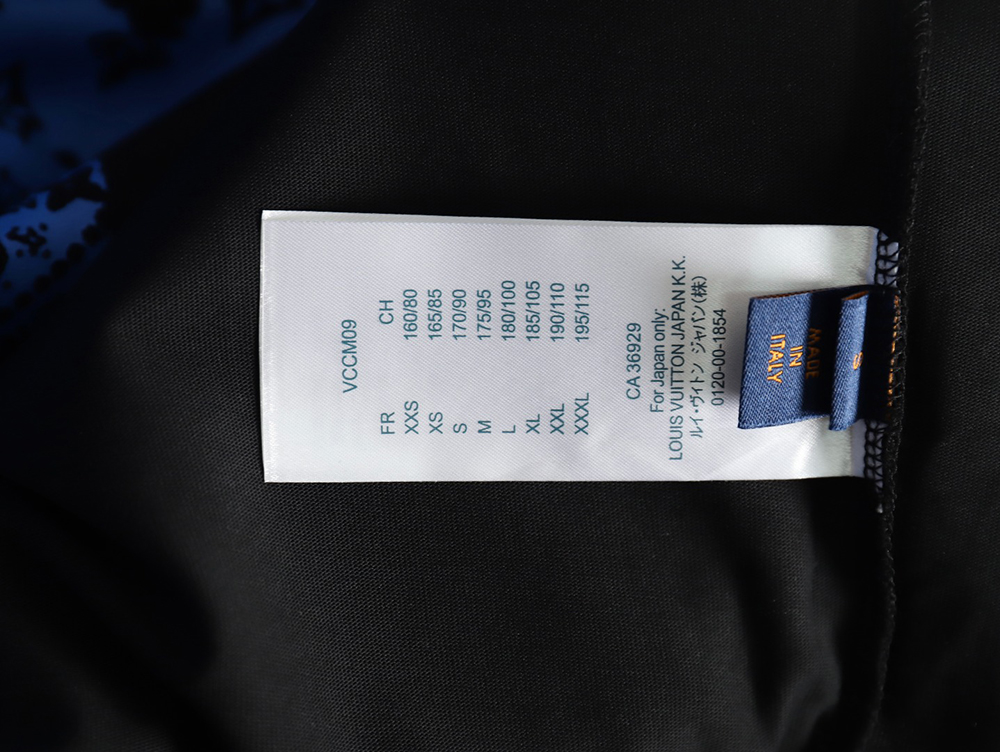 VCCM09
FR CH
XXS 160/80
XS 165/85
S 170/90
M 175/95
L 180/100
XL 185/105
XXL 190/110
XXXL 195/115
CA 36929
For Japan only:
LOUIS VUITTON JAPAN K.K.
ルイ・ヴィトン ジャパン(株)
0120-00-1854
MADE
IN
ITALY
S